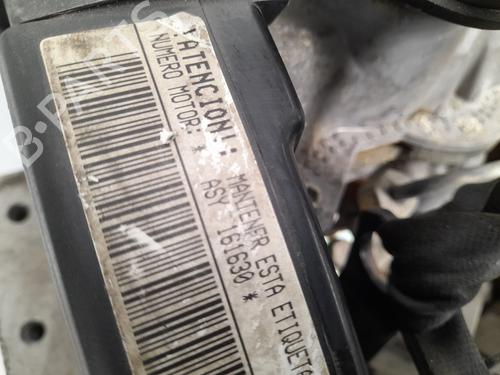 ¡ATENCION!: MANTENER ESTA ETIQUETA
NUMERO MOTOR: * ASY 161630 *
B-PARTS